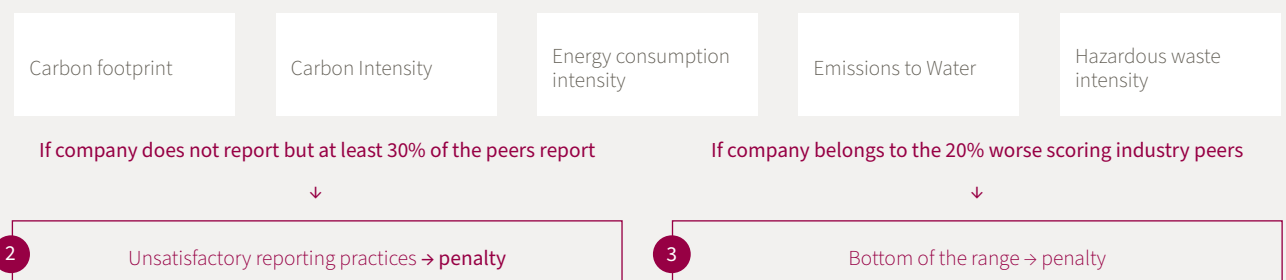 Carbon footprint
Carbon Intensity
Energy consumption
intensity
Emissions to Water
Hazardous waste
intensity
If company does not report but at least 30% of the peers report
If company belongs to the 20% worse scoring industry peers
↓
↓
2
Unsatisfactory reporting practices → penalty
3
Bottom of the range → penalty